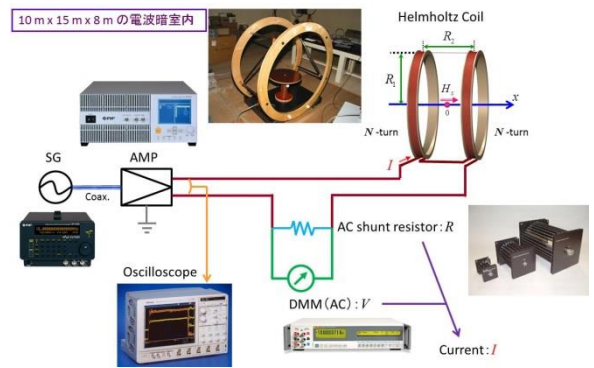 10 m x 15 m x 8 m の電波暗室内
Helmholtz Coil
R₂
R₁
Hₓ
x
0
N -turn
N -turn
I
SG
AMP
Coax.
AC shunt resistor : R
Oscilloscope
DMM (AC) : V
Current : I